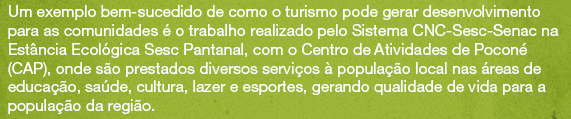 Um exemplo bem-sucedido de como o turismo pode gerar desenvolvimento
para as comunidades é o trabalho realizado pelo Sistema CNC-Sesc-Senac na
Estância Ecológica Sesc Pantanal, com o Centro de Atividades de Poconé
(CAP), onde são prestados diversos serviços à população local nas áreas de
educação, saúde, cultura, lazer e esportes, gerando qualidade de vida para a
população da região.